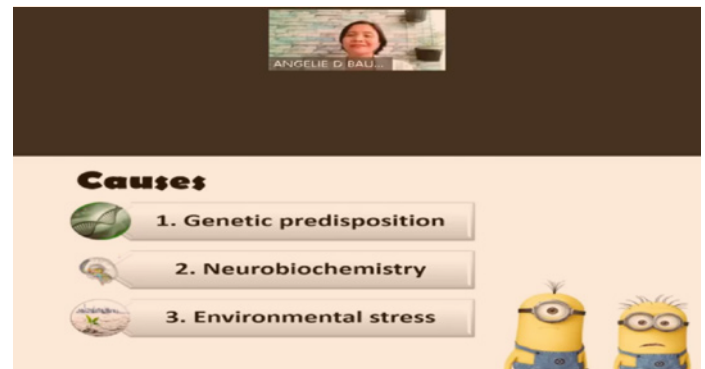 ANGELIE D BAU...
Causes
1. Genetic predisposition
2. Neurobiochemistry
3. Environmental stress